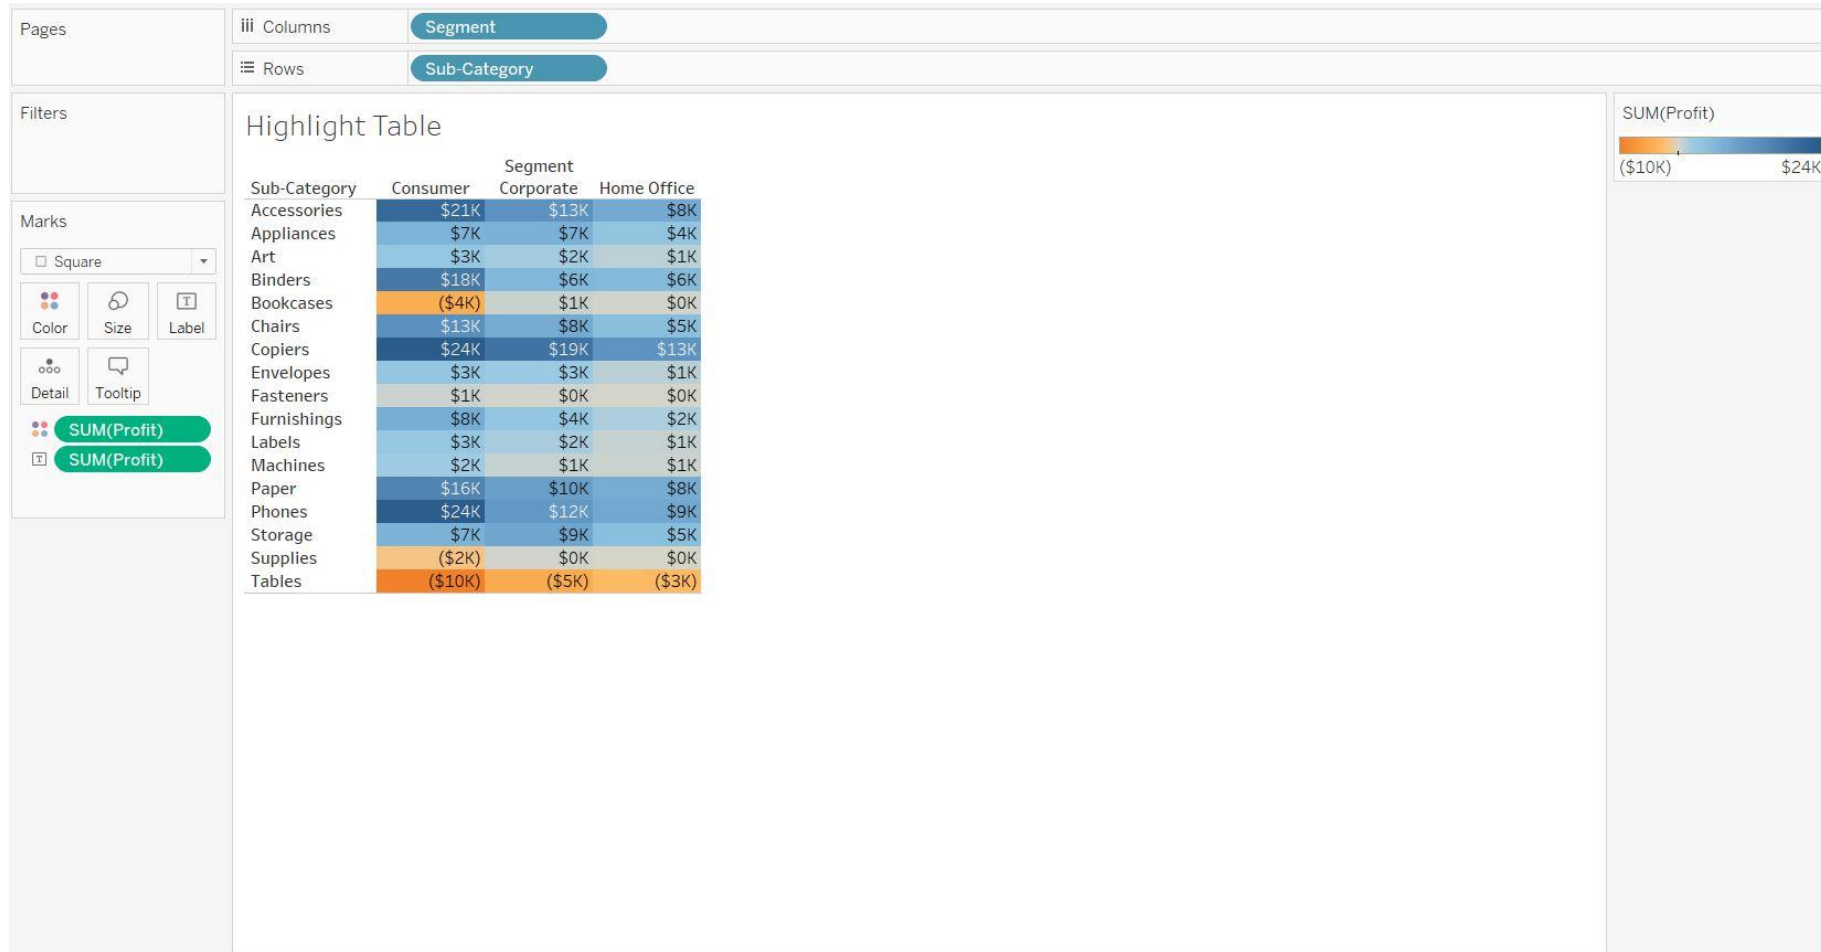 Pages
Columns Segment
Rows Sub-Category
Filters
Marks
Square
Color Size Label
Detail Tooltip
SUM(Profit)
T SUM(Profit)
Highlight Table
Segment
Sub-Category Consumer Corporate Home Office
Accessories $21K $13K $8K
Appliances $7K $7K $4K
Art $3K $2K $1K
Binders $18K $6K $6K
Bookcases ($4K) $1K $0K
Chairs $13K $8K $5K
Copiers $24K $19K $13K
Envelopes $3K $3K $1K
Fasteners $1K $0K $0K
Furnishings $8K $4K $2K
Labels $3K $2K $1K
Machines $2K $1K $1K
Paper $16K $10K $8K
Phones $24K $12K $9K
Storage $7K $9K $5K
Supplies ($2K) $0K $0K
Tables ($10K) ($5K) ($3K)
SUM(Profit)
($10K) $24K